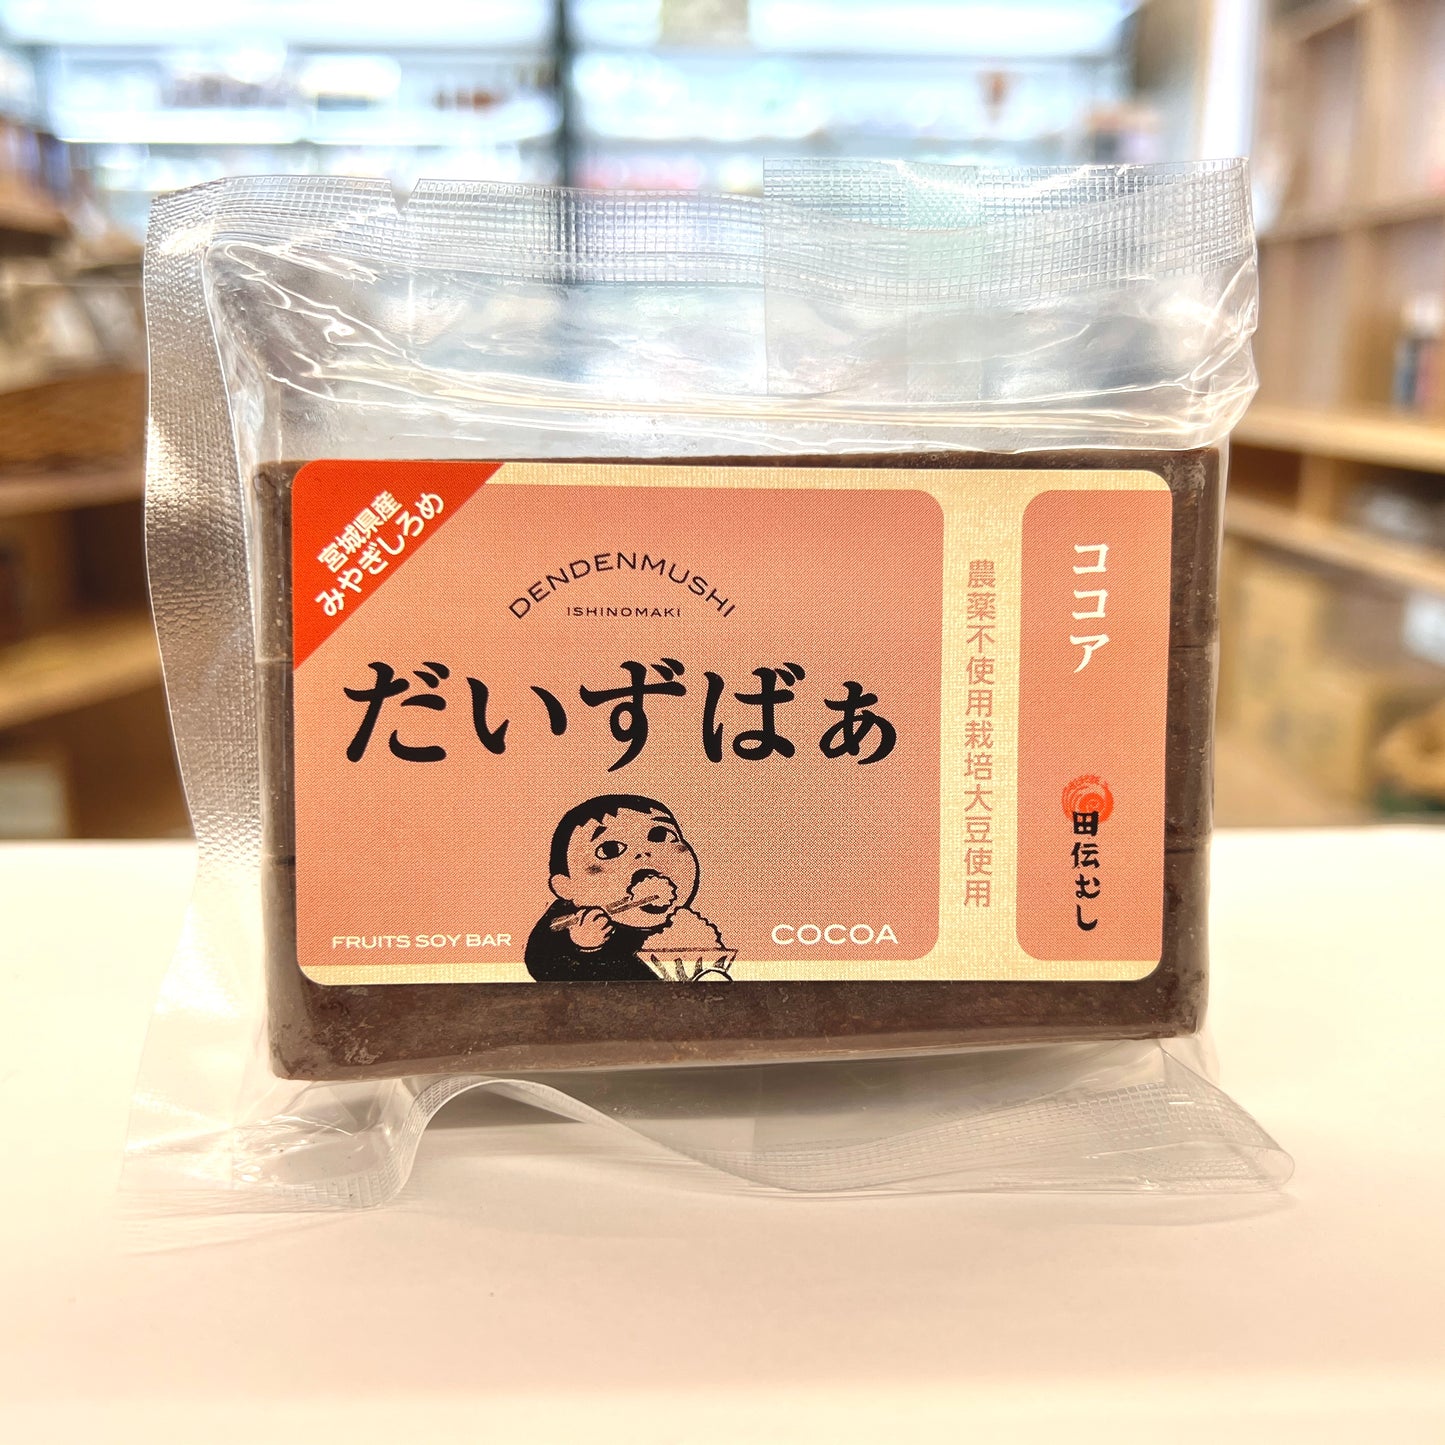 宮城県産
みやぎしろめ
DENDENMUSHI
ISHINOMAKI
だいずばぁ
FRUITS SOY BAR
COCOA
農薬不使用栽培大豆使用
ココア
田伝むし